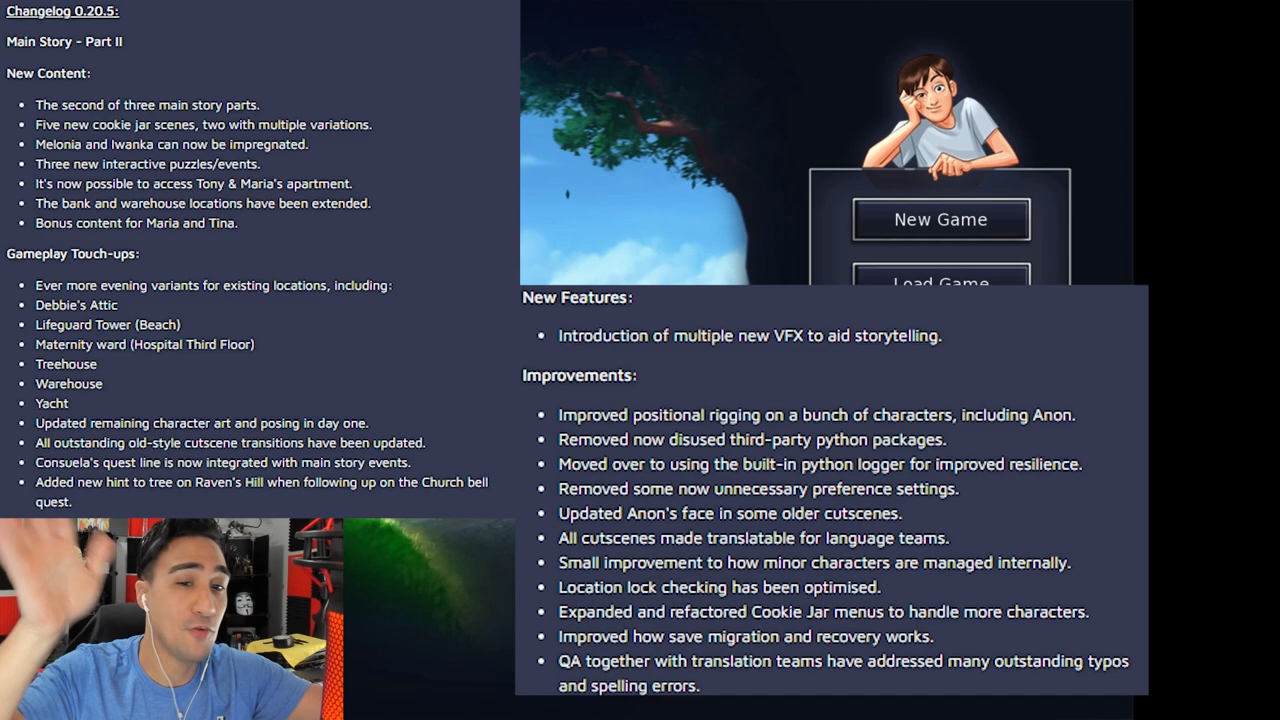 Changelog 0.20.5:
Main Story - Part II
New Content:
The second of three main story parts.
Five new cookie jar scenes, two with multiple variations.
Melonia and Iwanka can now be impregnated.
Three new interactive puzzles/events.
It's now possible to access Tony & Maria's apartment.
The bank and warehouse locations have been extended.
Bonus content for Maria and Tina.
Gameplay Touch-ups:
Ever more evening variants for existing locations, including:
Debbie's Attic
Lifeguard Tower (Beach)
Maternity ward (Hospital Third Floor)
Treehouse
Warehouse
Yacht
Updated remaining character art and posing in day one.
All outstanding old-style cutscene transitions have been updated.
Consuela's quest line is now integrated with main story events.
Added new hint to tree on Raven's Hill when following up on the Church bell
quest.
New Game
Load Game
New Features:
Introduction of multiple new VFX to aid storytelling.
Improvements:
Improved positional rigging on a bunch of characters, including Anon.
Removed now disused third-party python packages.
Moved over to using the built-in python logger for improved resilience.
Removed some now unnecessary preference settings.
Updated Anon's face in some older cutscenes.
All cutscenes made translatable for language teams.
Small improvement to how minor characters are managed internally.
Location lock checking has been optimised.
Expanded and refactored Cookie Jar menus to handle more characters.
Improved how save migration and recovery works.
QA together with translation teams have addressed many outstanding typos
and spelling errors.